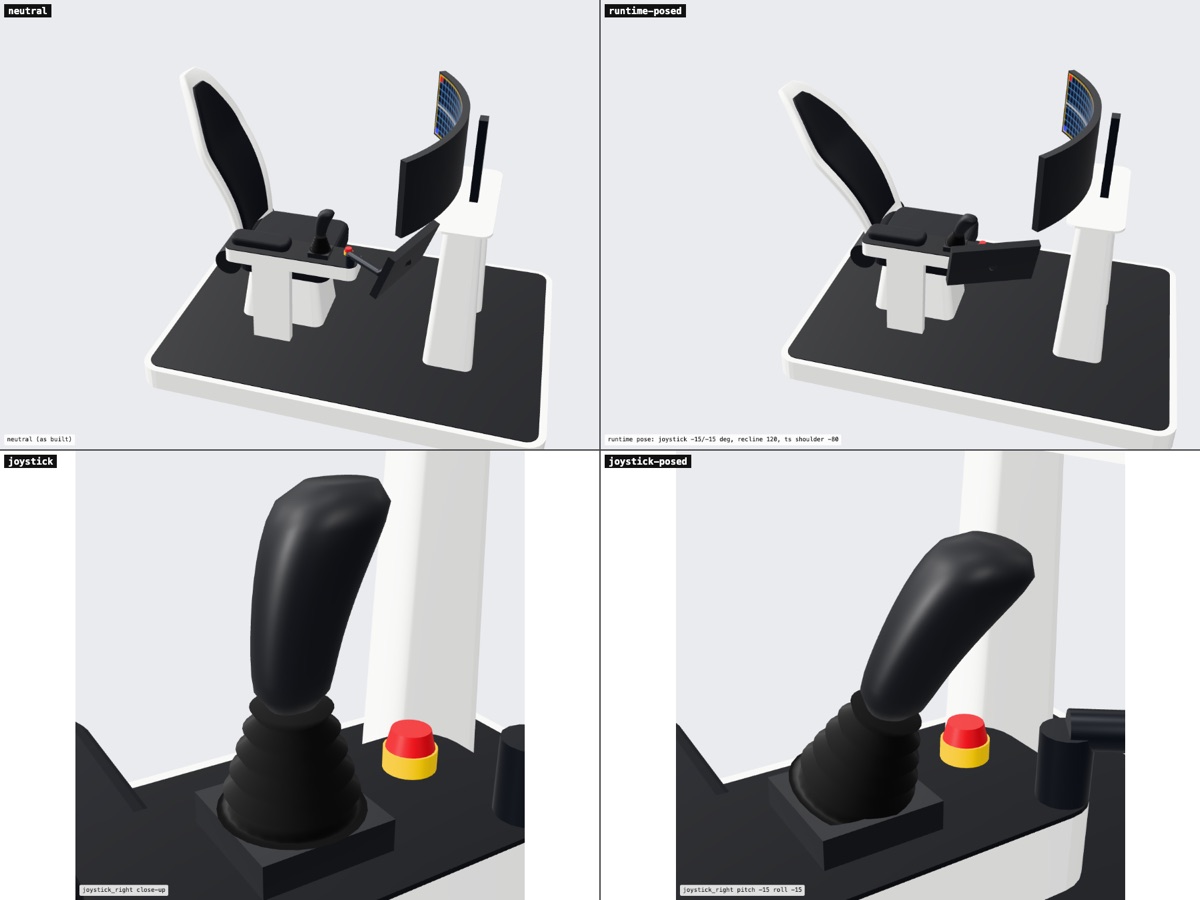 neutral
runtime-posed
neutral (as built)
runtime pose: joystick -15/-15 deg, recline 120, ts shoulder -80
joystick
joystick-posed
joystick_right close-up
joystick_right pitch -15 roll -15